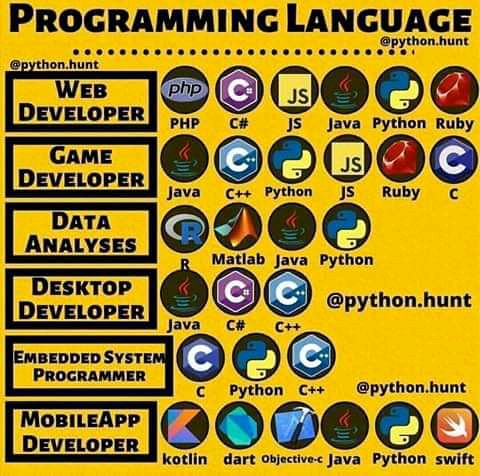 PROGRAMMING LANGUAGE
@python.hunt
@python.hunt
WEB
DEVELOPER
php
C#
JS
PHP C# JS Java Python Ruby
GAME
DEVELOPER
C++
JS
C
Java C++ Python JS Ruby C
DATA
ANALYSES
R
R Matlab Java Python
DESKTOP
DEVELOPER
C#
C++
@python.hunt
Java C# C++
EMBEDDED SYSTEM
PROGRAMMER
C
C++
C Python C++
@python.hunt
MOBILEAPP
DEVELOPER
kotlin dart Objective-c Java Python swift